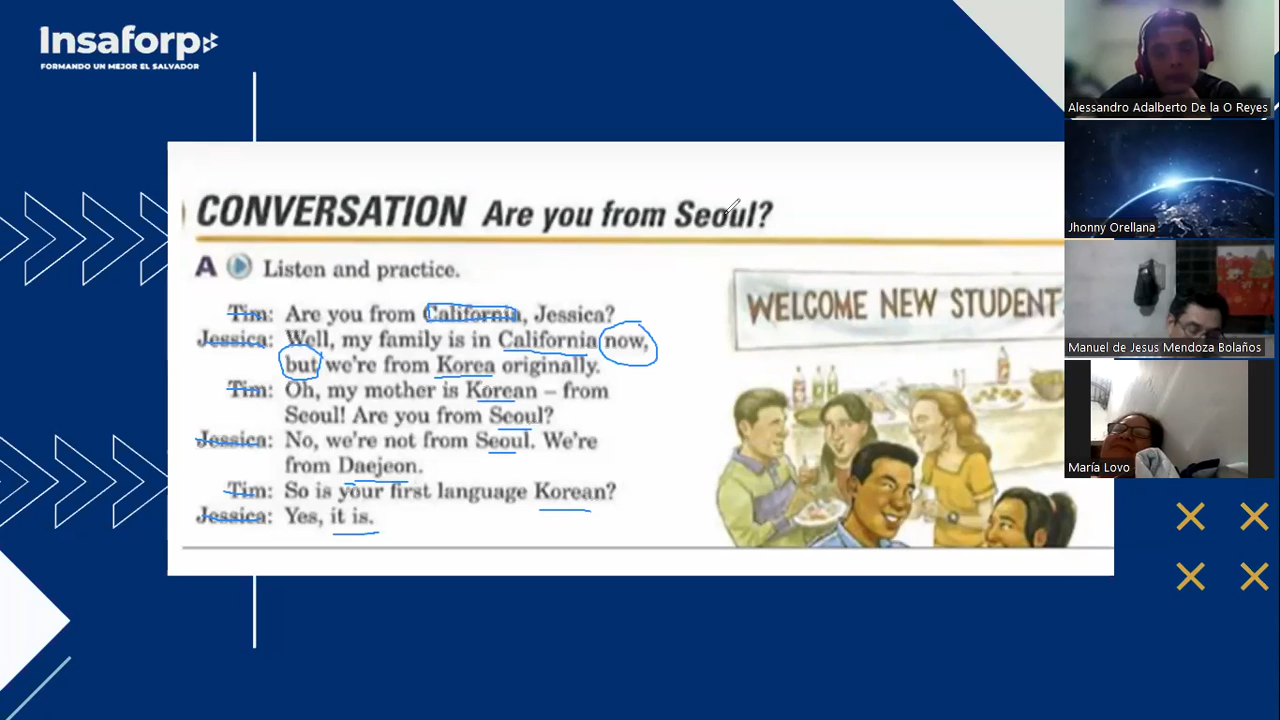 Insaforp
FORMANDO UN MEJOR EL SALVADOR
CONVERSATION Are you from Seoul?
A Listen and practice.
Tim: Are you from California, Jessica?
Jessica: Well, my family is in California now,
but we're from Korea originally.
Tim: Oh, my mother is Korean – from
Seoul! Are you from Seoul?
Jessica: No, we're not from Seoul. We're
from Daejeon.
Tim: So is your first language Korean?
Jessica: Yes, it is.
WELCOME NEW STUDENT
Alessandro Adalberto De la O Reyes
Jhonny Orellana
Manuel de Jesus Mendoza Bolaños
María Lovo